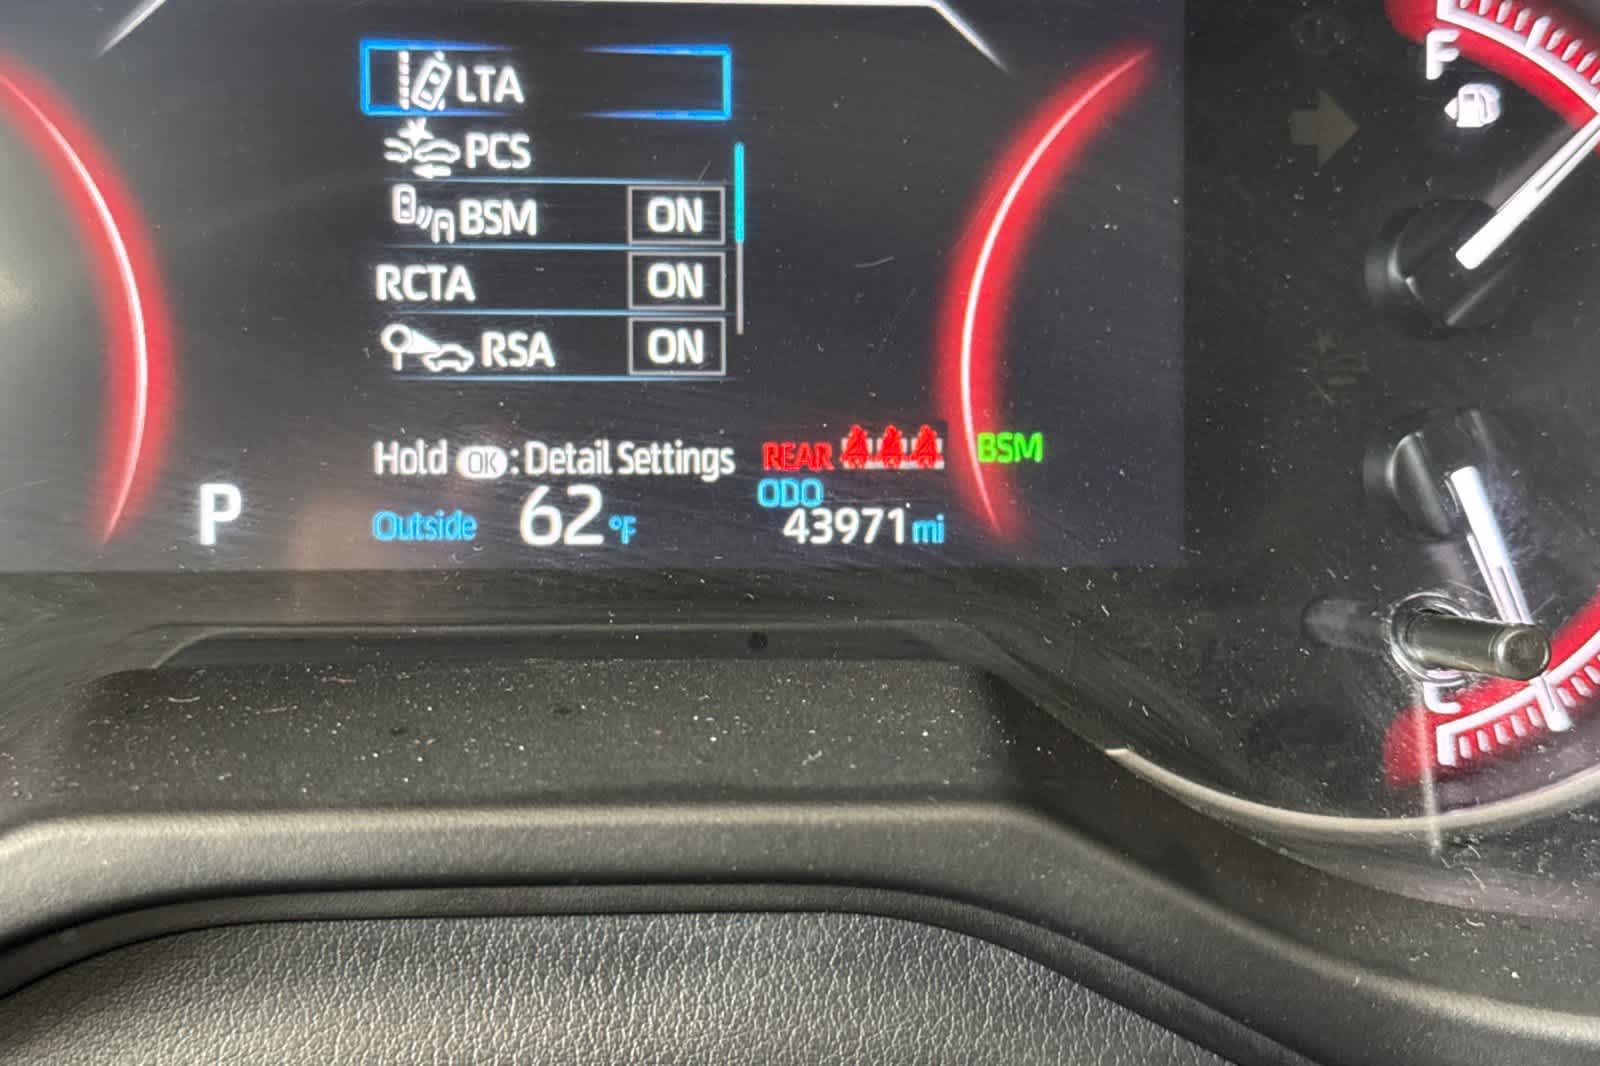 LTA
PCS
BSM ON
RCTA ON
RSA ON
Hold OK : Detail Settings
REAR
BSM
P
Outside 62°F
ODO
43971 mi
F
E